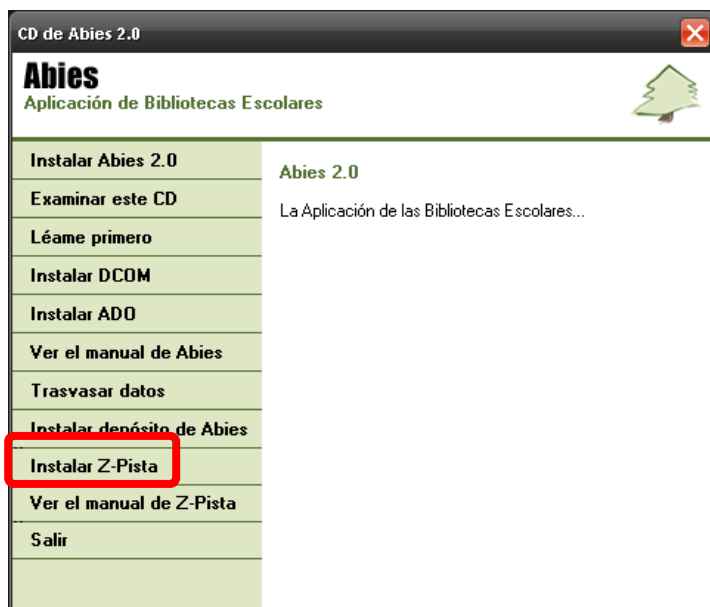 CD de Abies 2.0
Abies
Aplicación de Bibliotecas Escolares
Instalar Abies 2.0
Examinar este CD
Léame primero
Instalar DCOM
Instalar ADO
Ver el manual de Abies
Trasvasar datos
Instalar depósito de Abies
Instalar Z-Pista
Ver el manual de Z-Pista
Salir
Abies 2.0
La Aplicación de las Bibliotecas Escolares...